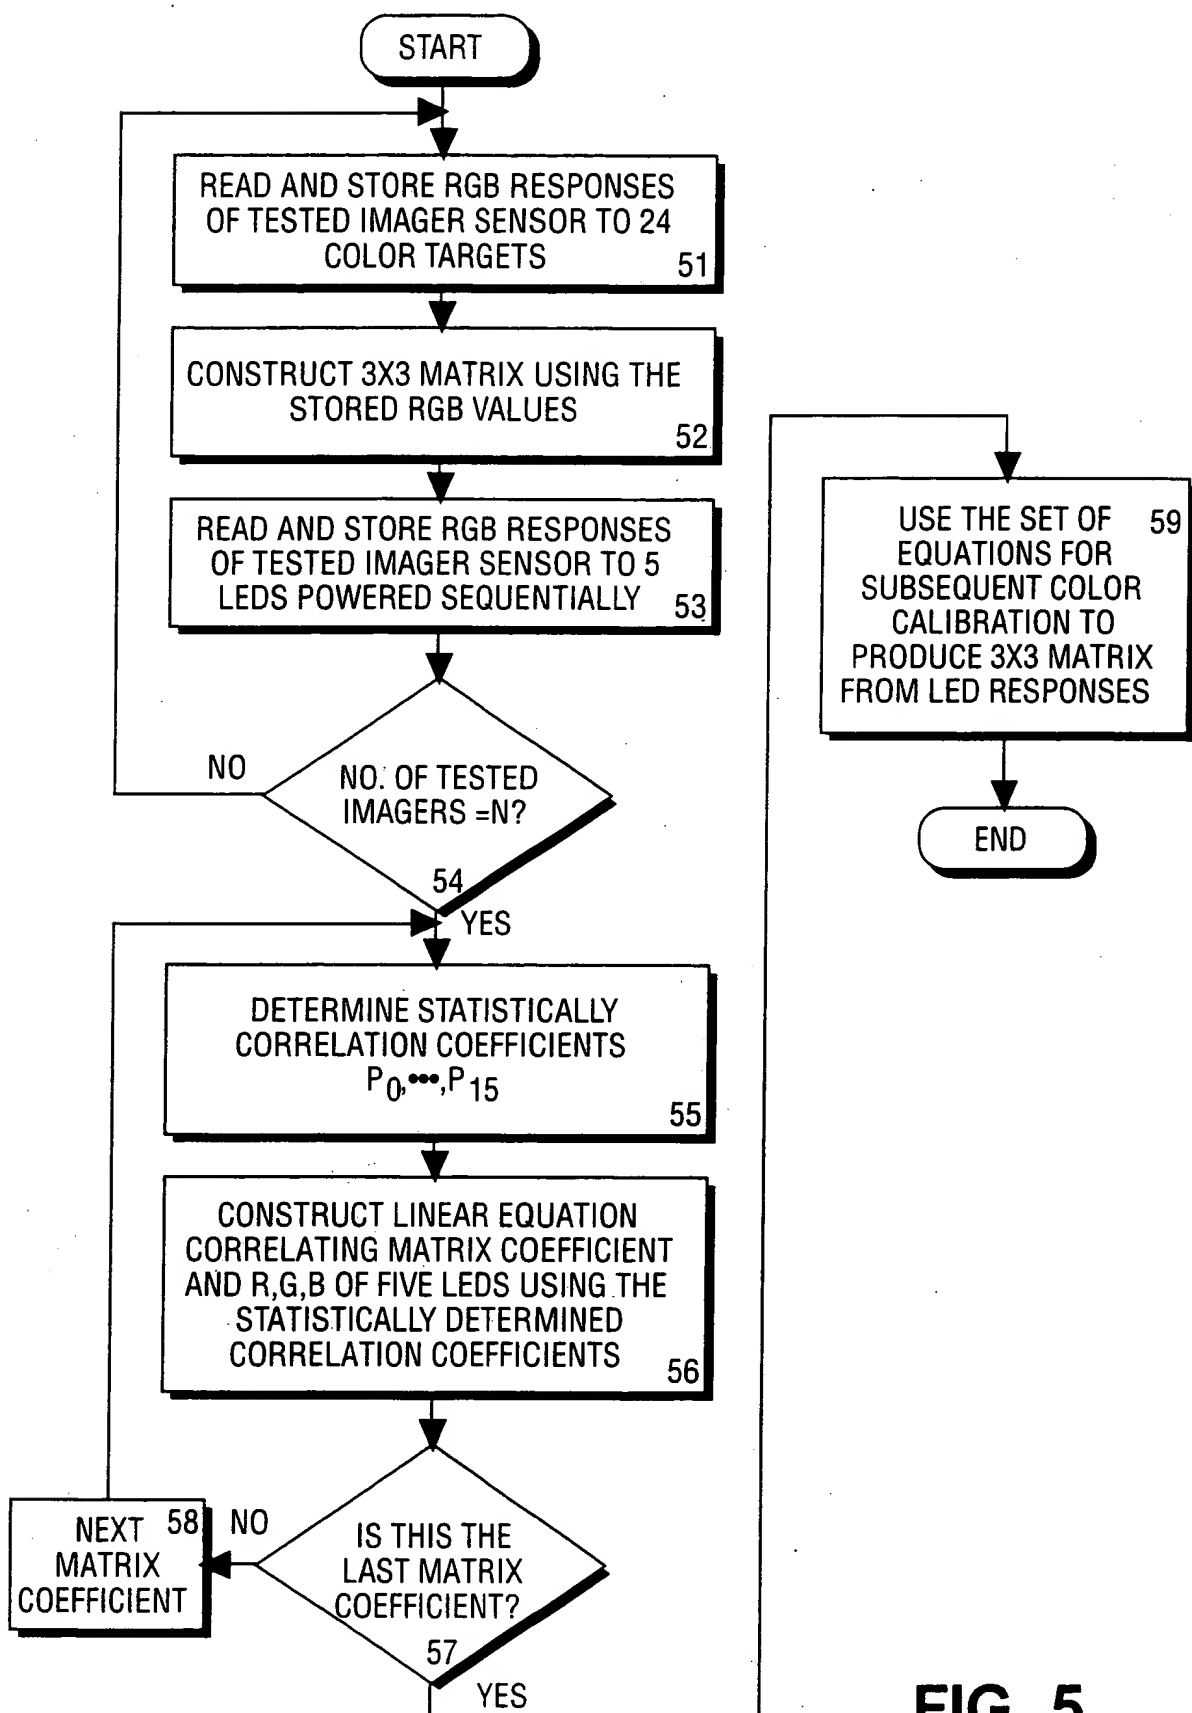 START
READ AND STORE RGB RESPONSES
OF TESTED IMAGER SENSOR TO 24
COLOR TARGETS
51
CONSTRUCT 3X3 MATRIX USING THE
STORED RGB VALUES
52
READ AND STORE RGB RESPONSES
OF TESTED IMAGER SENSOR TO 5
LEDS POWERED SEQUENTIALLY
53
NO
NO. OF TESTED
IMAGERS =N?
54
YES
DETERMINE STATISTICALLY
CORRELATION COEFFICIENTS
P0,•••,P15
55
CONSTRUCT LINEAR EQUATION
CORRELATING MATRIX COEFFICIENT
AND R,G,B OF FIVE LEDS USING THE
STATISTICALLY DETERMINED
CORRELATION COEFFICIENTS
56
IS THIS THE
LAST MATRIX
COEFFICIENT?
57
NO
YES
NEXT
MATRIX
COEFFICIENT
58
USE THE SET OF
EQUATIONS FOR
SUBSEQUENT COLOR
CALIBRATION TO
PRODUCE 3X3 MATRIX
FROM LED RESPONSES
59
END
FIG. 5